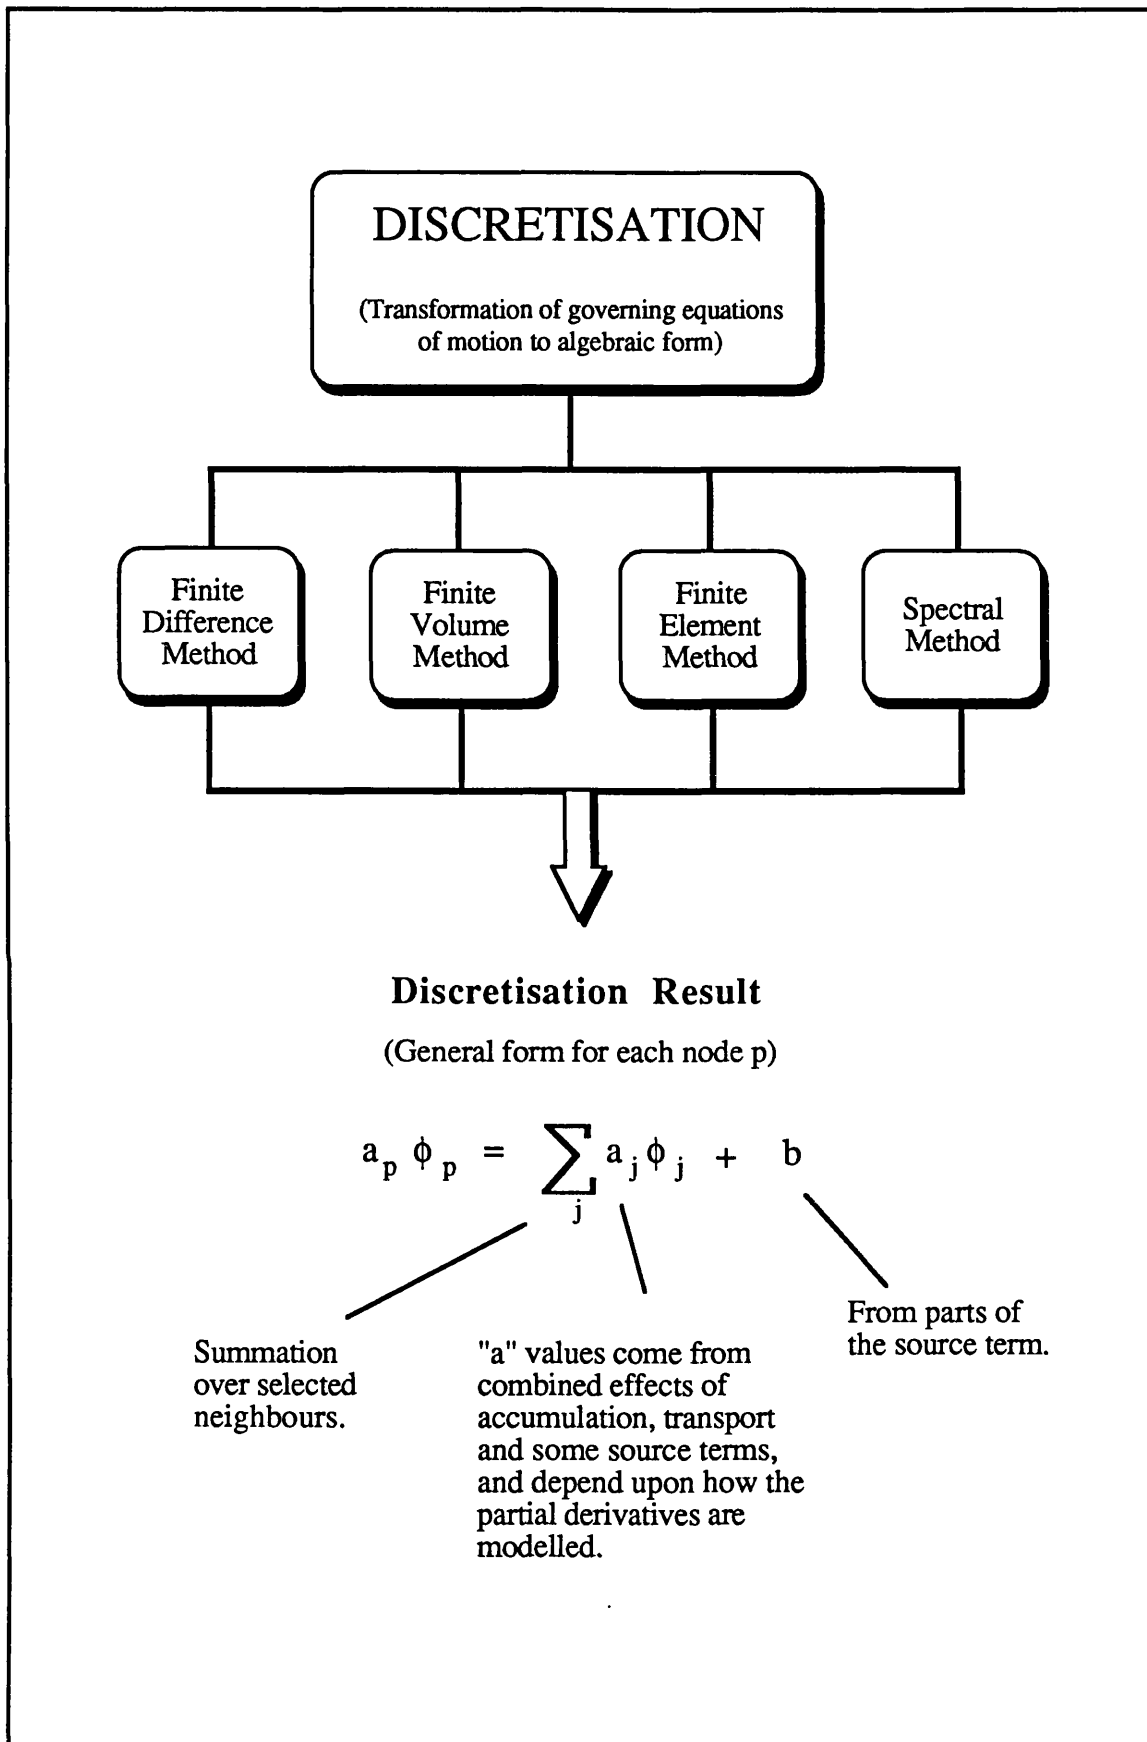 DISCRETISATION
(Transformation of governing equations
of motion to algebraic form)
Finite
Difference
Method
Finite
Volume
Method
Finite
Element
Method
Spectral
Method
Discretisation Result
(General form for each node p)
a_p ϕ_p = ∑_j a_j ϕ_j + b
Summation
over selected
neighbours.
"a" values come from
combined effects of
accumulation, transport
and some source terms,
and depend upon how the
partial derivatives are
modelled.
From parts of
the source term.